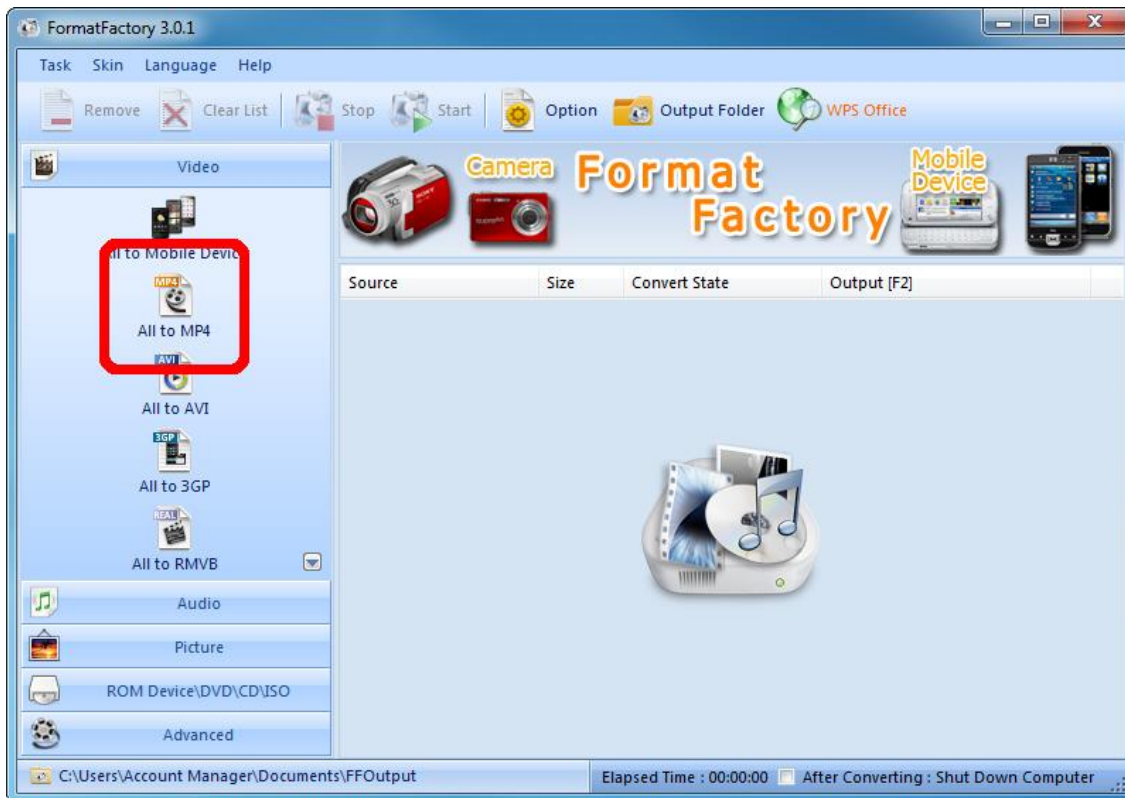 FormatFactory 3.0.1
Task Skin Language Help
Remove Clear List Stop Start Option Output Folder WPS Office
Video
All to Mobile Devic
MP4
All to MP4
AVI
All to AVI
3GP
All to 3GP
REAL
All to RMVB
Audio
Picture
ROM Device\DVD\CD\ISO
Advanced
Camera
Format
Factory
Mobile
Device
SONY
Source Size Convert State Output [F2]
C:\Users\Account Manager\Documents\FFOutput
Elapsed Time : 00:00:00 After Converting : Shut Down Computer